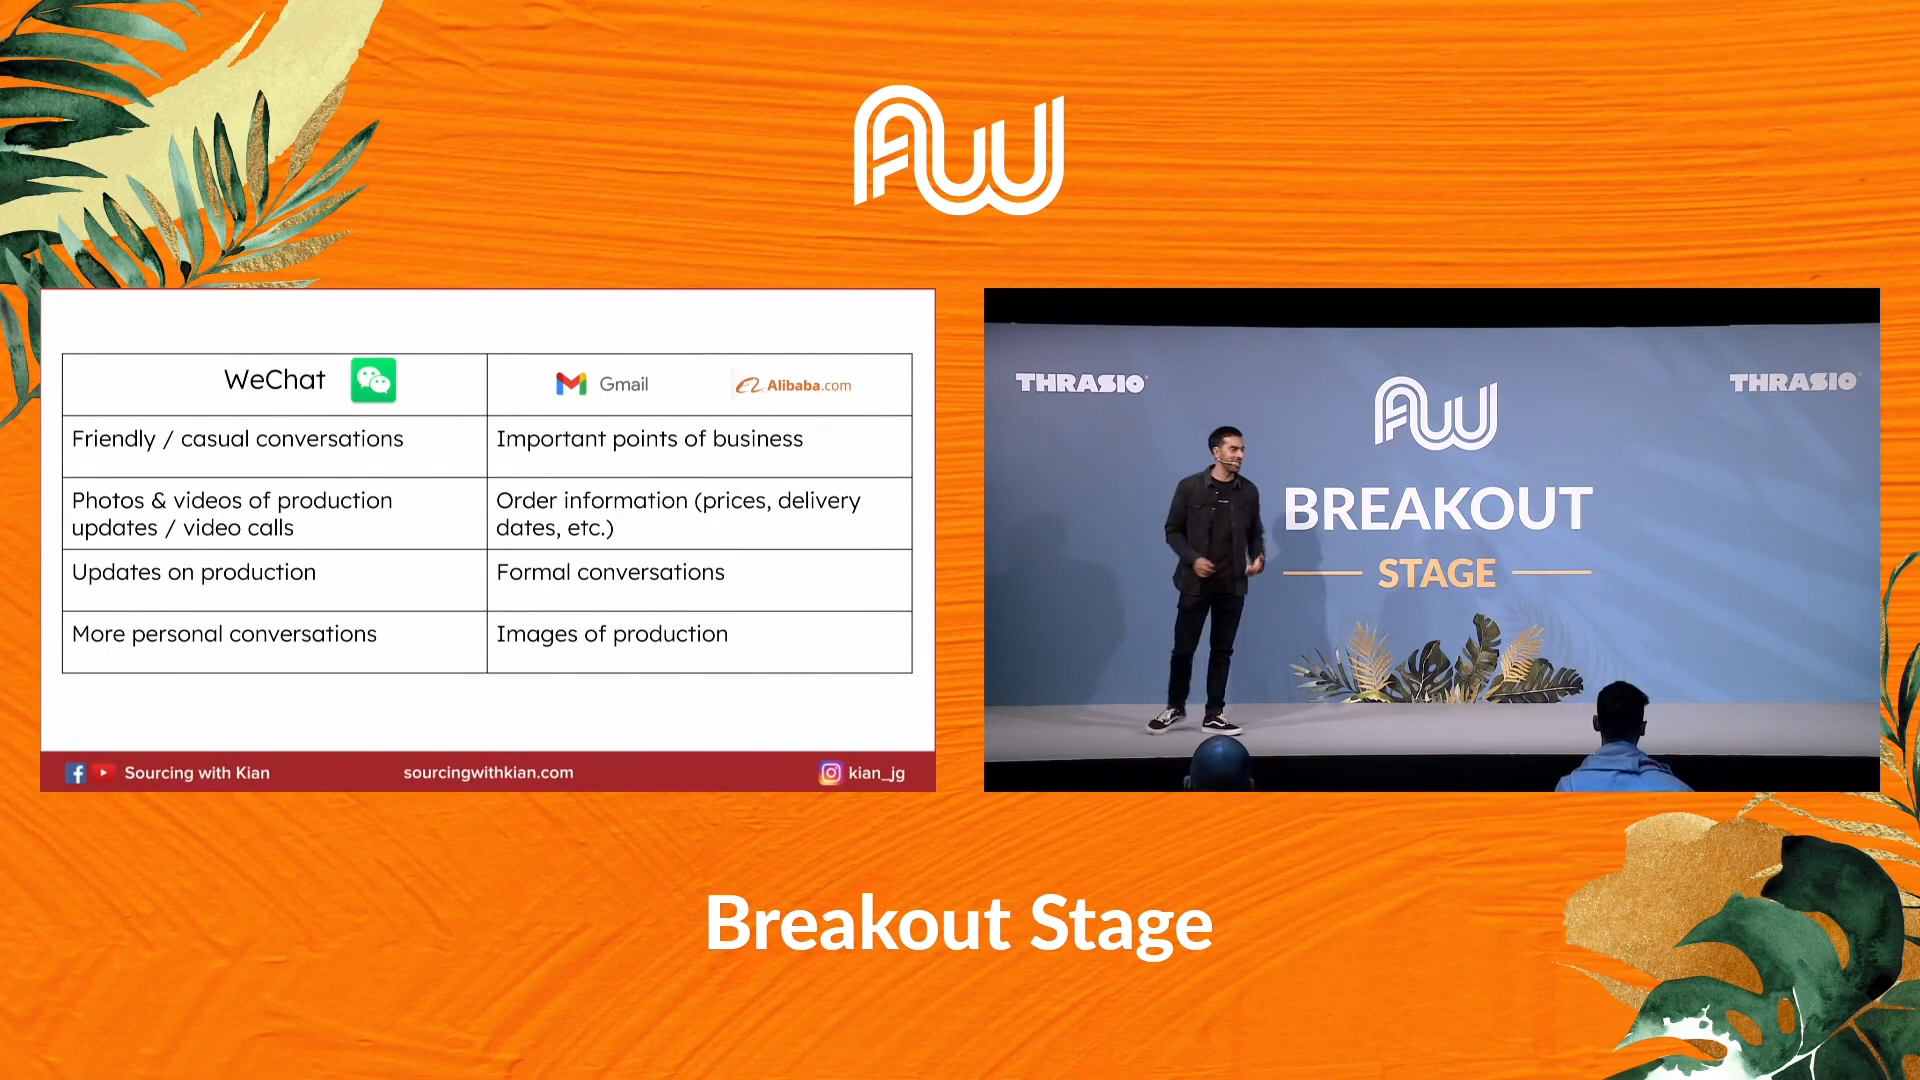 AW
WeChat
Gmail
Alibaba.com
Friendly / casual conversations
Important points of business
Photos & videos of production
updates / video calls
Order information (prices, delivery
dates, etc.)
Updates on production
Formal conversations
More personal conversations
Images of production
Sourcing with Kian
sourcingwithkian.com
kian_jg
THRASIO
THRASIO
AW
BREAKOUT
STAGE
Breakout Stage